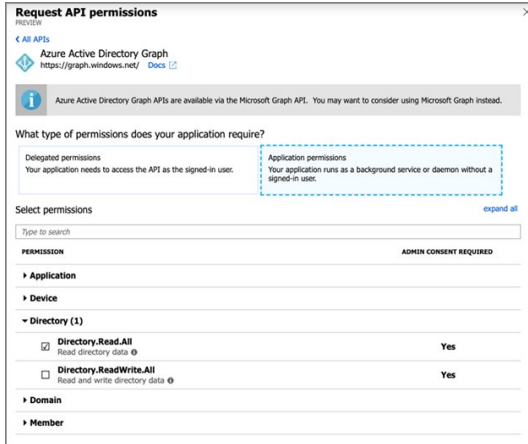 Request API permissions
PREVIEW
All APIs
Azure Active Directory Graph
https://graph.windows.net/ Docs
Azure Active Directory Graph APIs are available via the Microsoft Graph API. You may want to consider using Microsoft Graph instead.
What type of permissions does your application require?
Delegated permissions
Your application needs to access the API as the signed-in user.
Application permissions
Your application runs as a background service or daemon without a
signed-in user.
Select permissions
expand all
Type to search
PERMISSION
ADMIN CONSENT REQUIRED
Application
Device
Directory (1)
Directory.Read.All
Read directory data
Yes
Directory.ReadWrite.All
Read and write directory data
Yes
Domain
Member